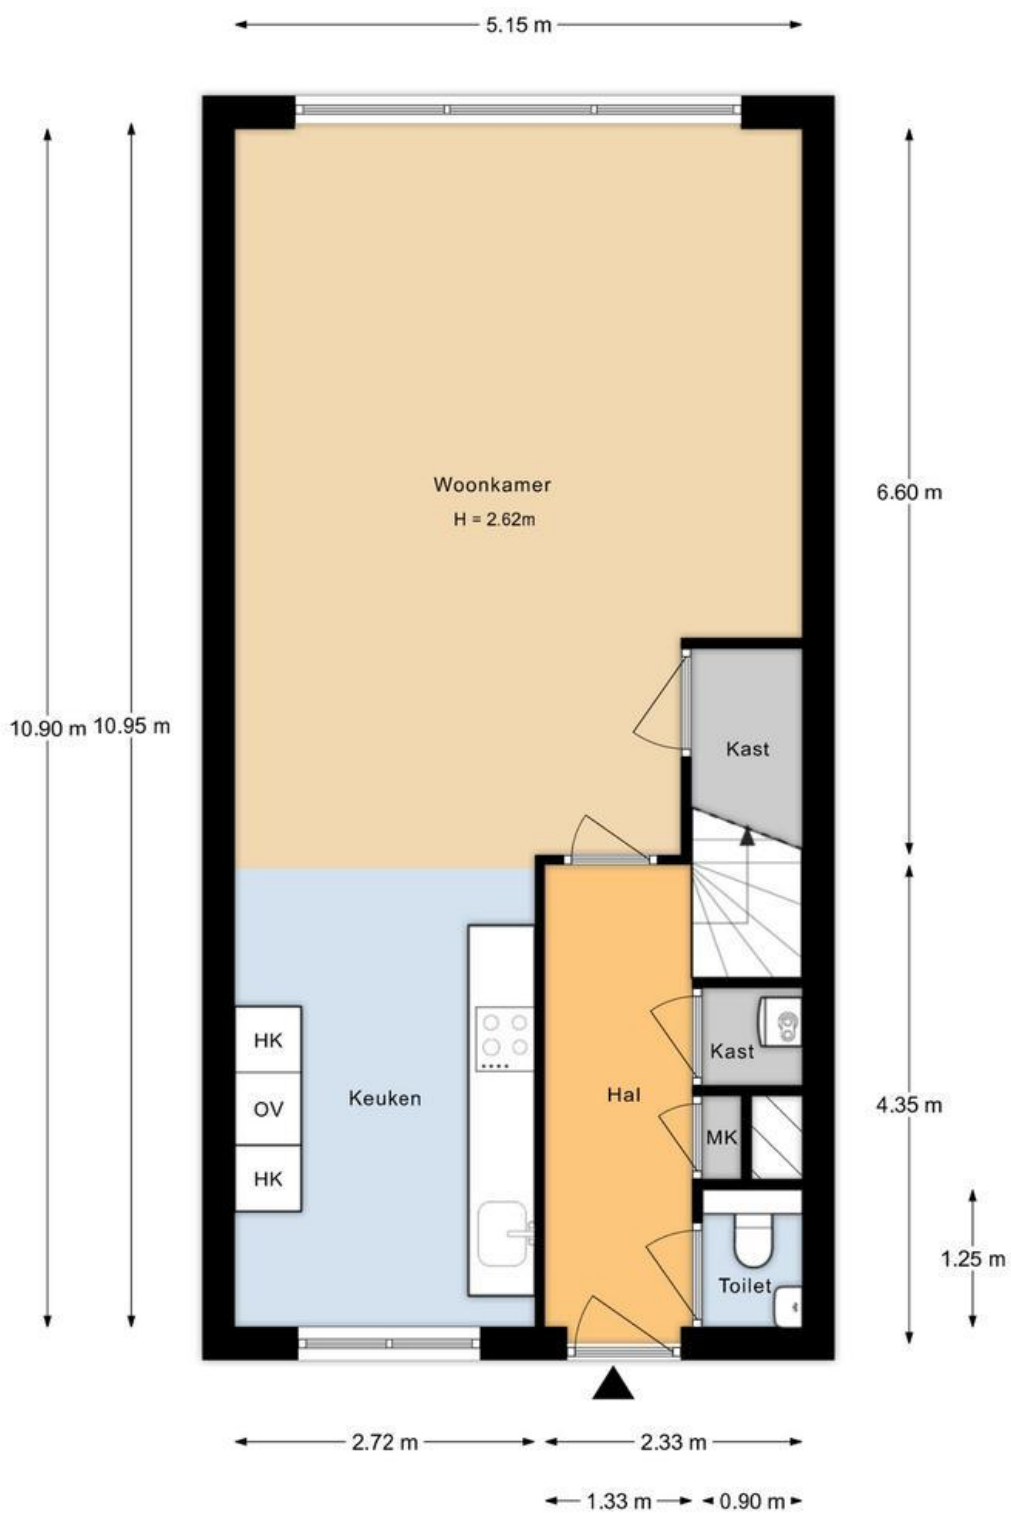 5.15 m
Woonkamer
H = 2.62m
6.60 m
10.90 m
10.95 m
Kast
HK
Kast
Keuken
Hal
OV
4.35 m
MK
HK
1.25 m
Toilet
2.72 m
2.33 m
1.33 m
0.90 m